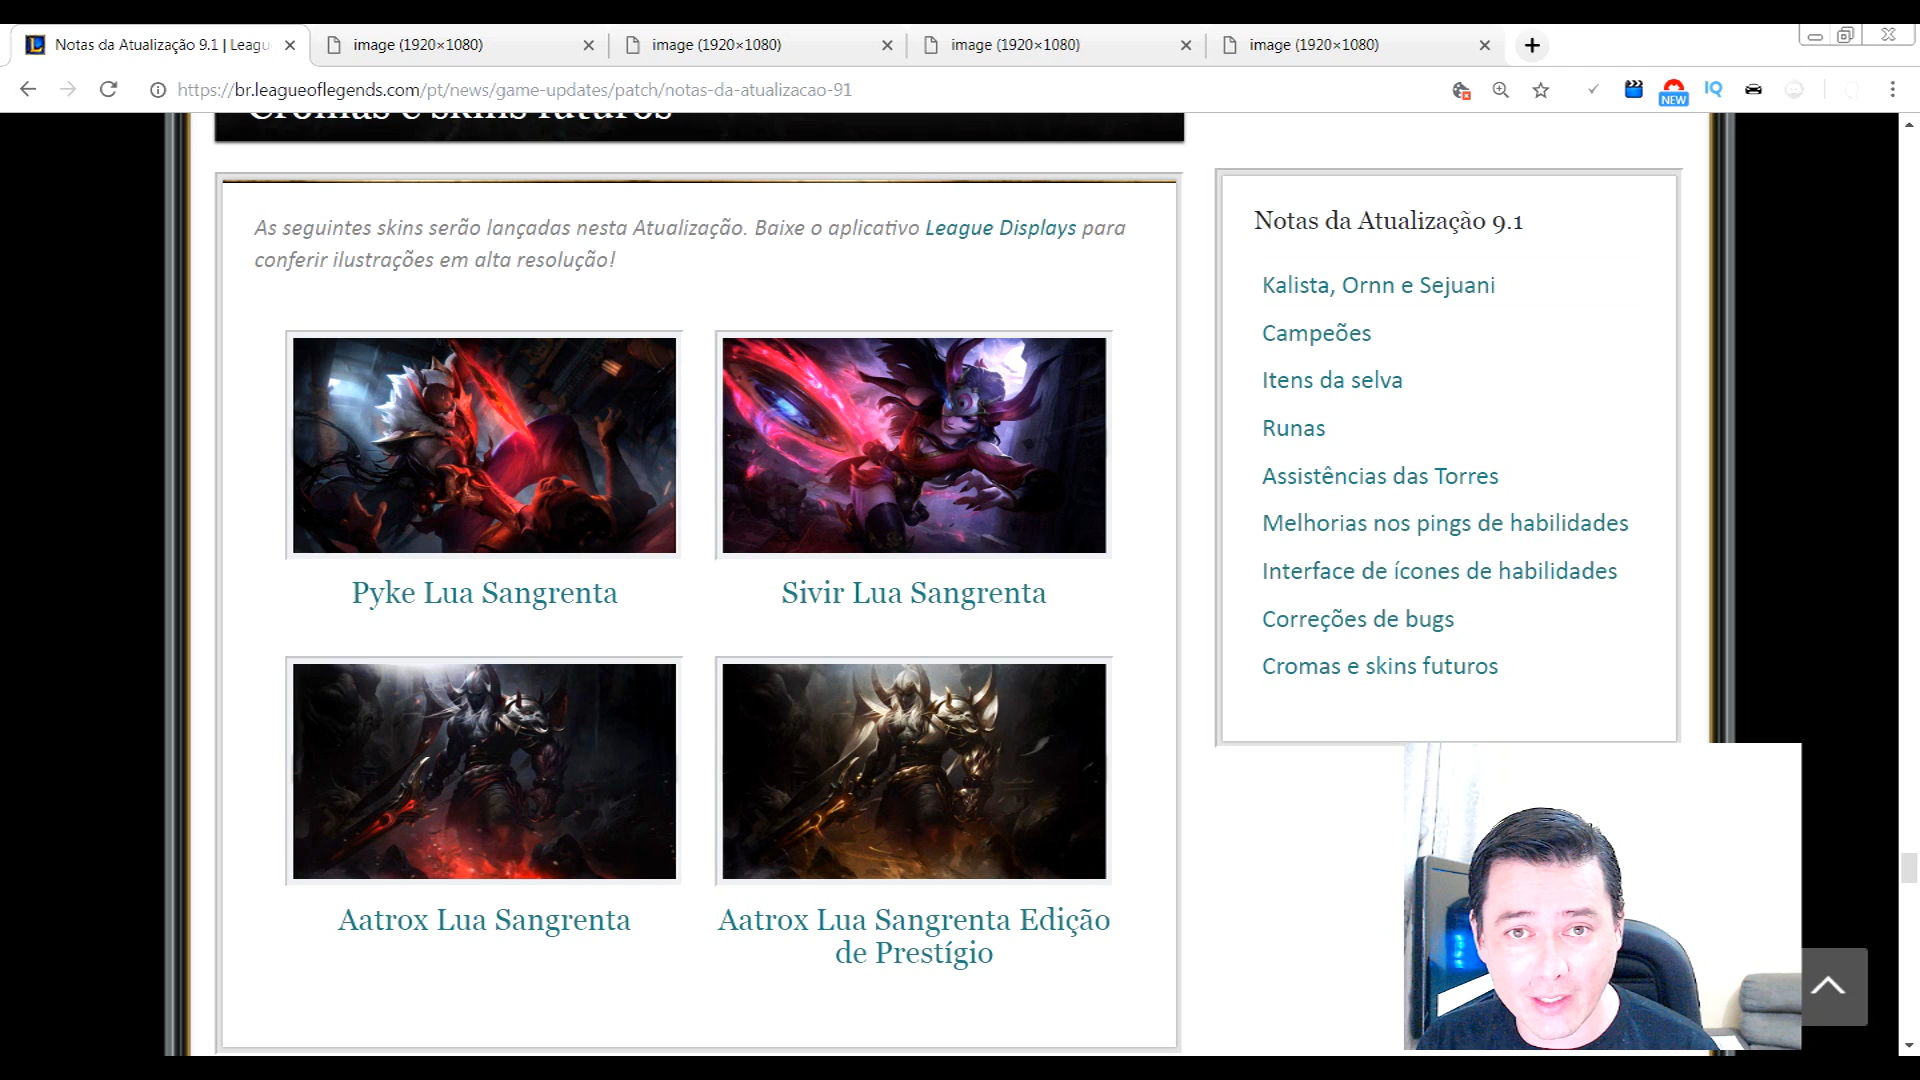 Notas da Atualização 9.1 | Leagu
image (1920×1080)
image (1920×1080)
image (1920×1080)
image (1920×1080)
https://br.leagueoflegends.com/pt/news/game-updates/patch/notas-da-atualizacao-91
NEW
IQ
Cromas e skins futuros
As seguintes skins serão lançadas nesta Atualização. Baixe o aplicativo League Displays para
conferir ilustrações em alta resolução!
Pyke Lua Sangrenta
Sivir Lua Sangrenta
Aatrox Lua Sangrenta
Aatrox Lua Sangrenta Edição
de Prestígio
Notas da Atualização 9.1
Kalista, Ornn e Sejuani
Campeões
Itens da selva
Runas
Assistências das Torres
Melhorias nos pings de habilidades
Interface de ícones de habilidades
Correções de bugs
Cromas e skins futuros